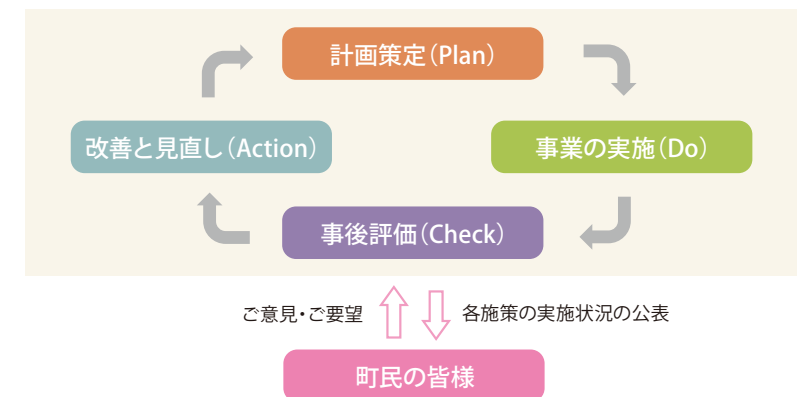 計画策定（Plan）
改善と見直し（Action）
事業の実施（Do）
事後評価（Check）
ご意見・ご要望
各施策の実施状況の公表
町民の皆様